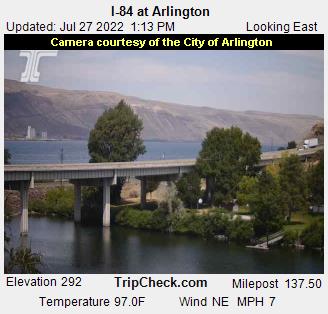 I-84 at Arlington
Updated: Jul 27 2022 1:13 PM Looking East
Camera courtesy of the City of Arlington
Elevation 292 TripCheck.com Milepost 137.50
Temperature 97.0F Wind NE MPH 7